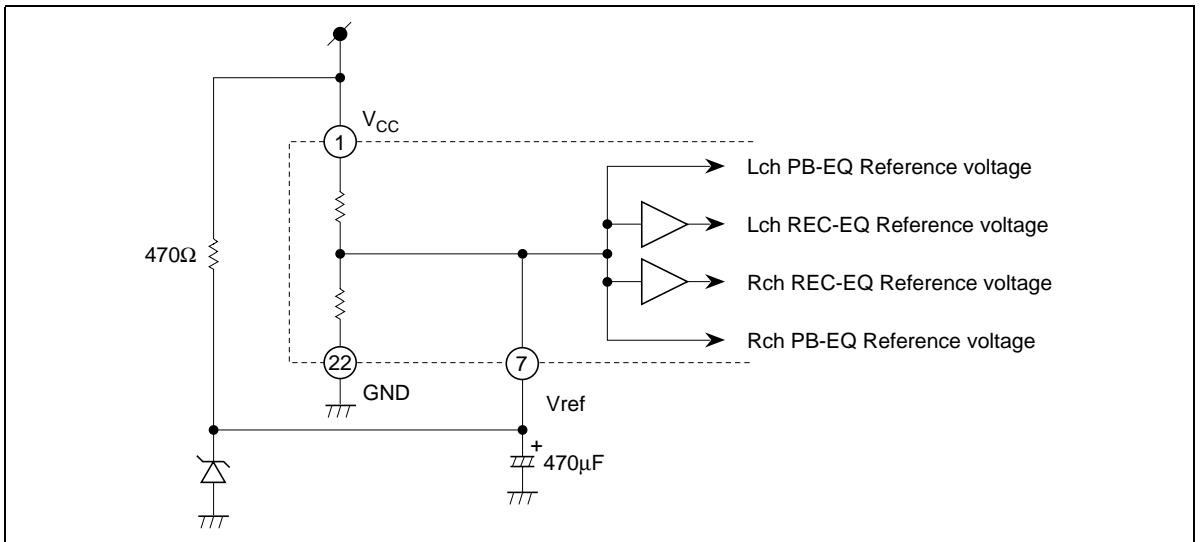 V_CC
1
Lch PB-EQ Reference voltage
Lch REC-EQ Reference voltage
470Ω
Rch REC-EQ Reference voltage
Rch PB-EQ Reference voltage
22
7
GND
Vref
+
470μF